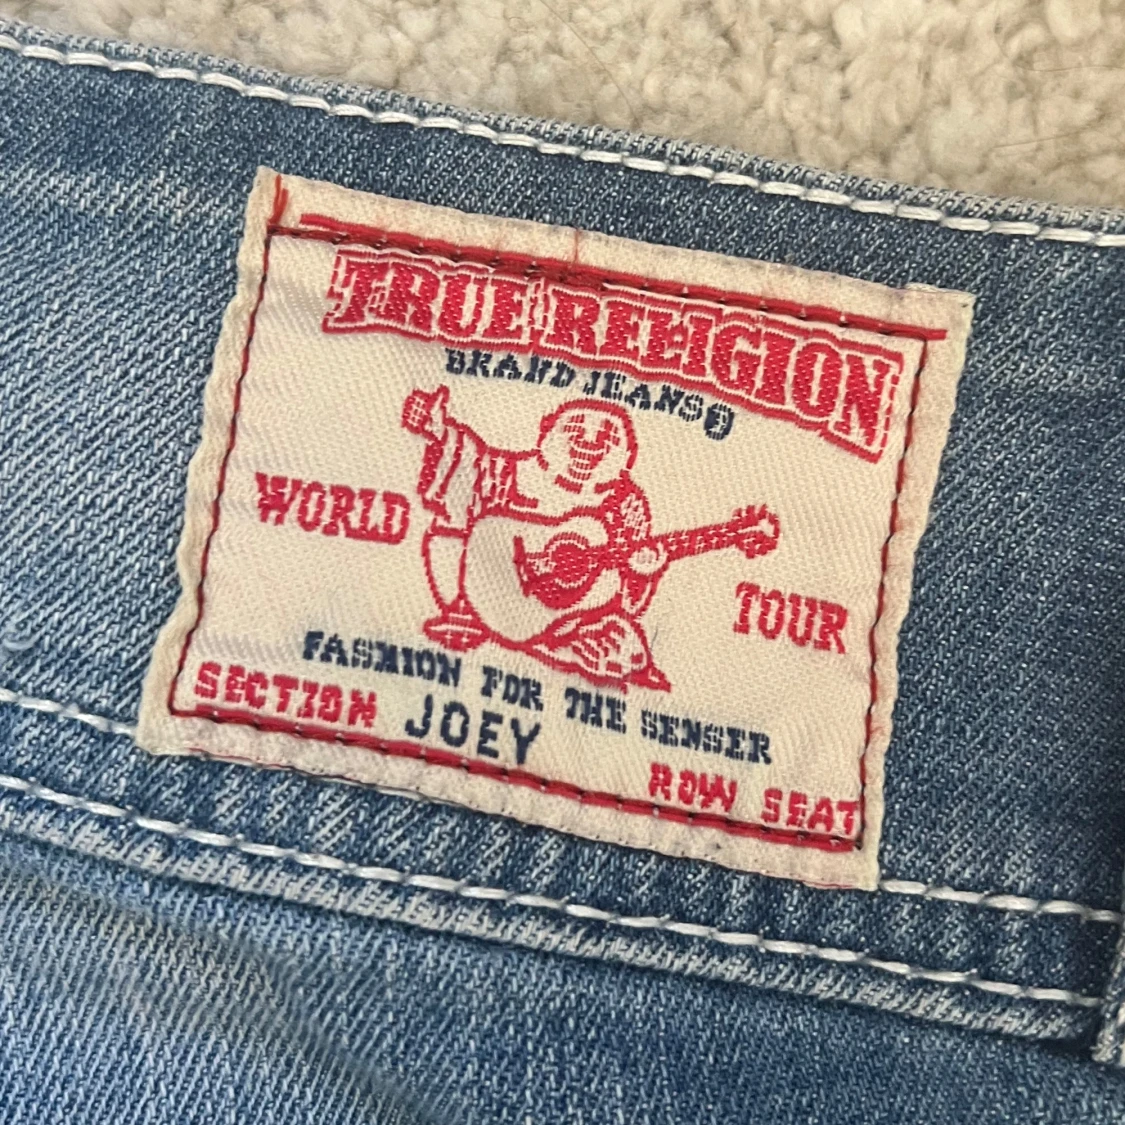 TRUE RELIGION
BRAND JEANS®
WORLD TOUR
FASHION FOR THE SENSER
SECTION JOEY
ROW SEAT